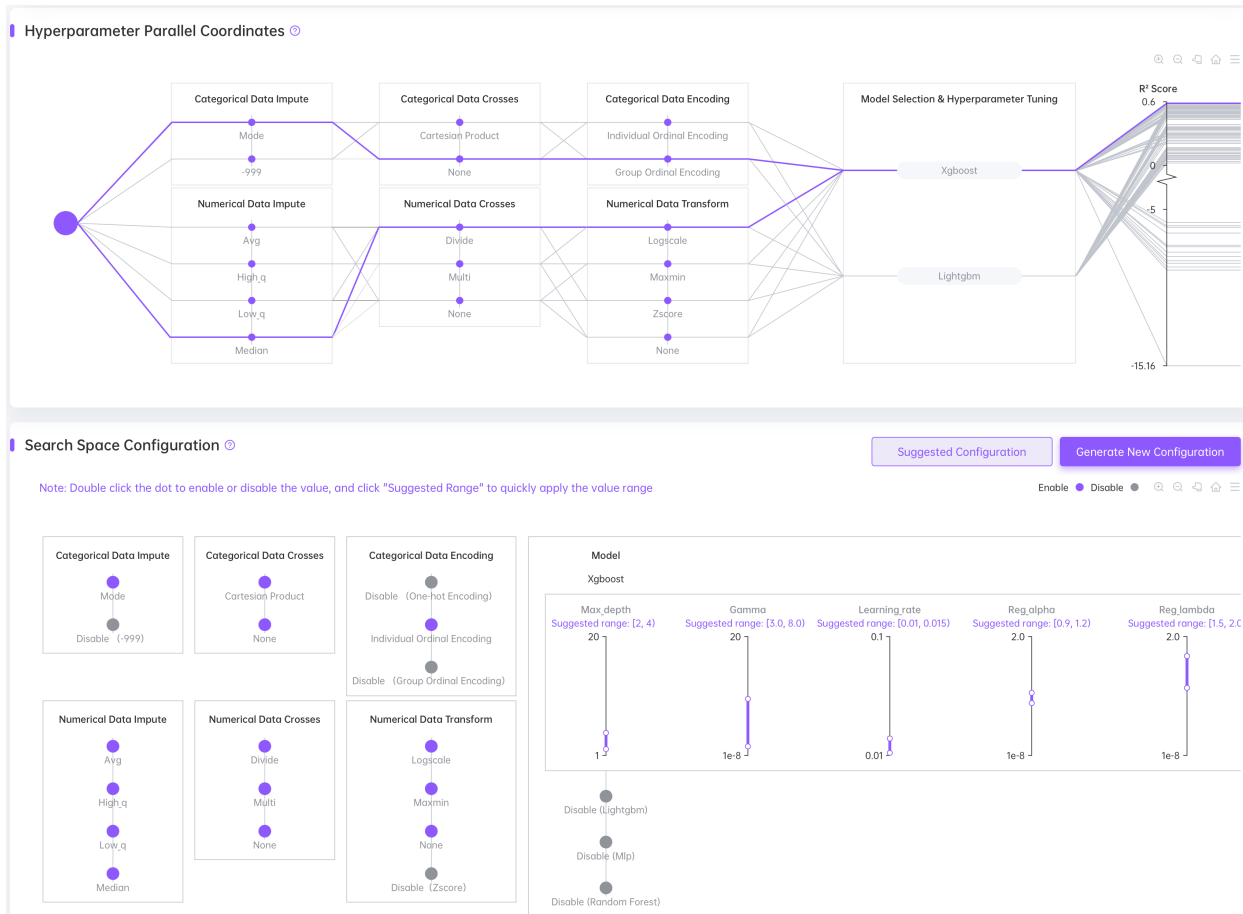 Hyperparameter Parallel Coordinates
Categorical Data Impute
Mode
-999
Categorical Data Crosses
Cartesian Product
None
Categorical Data Encoding
Individual Ordinal Encoding
Group Ordinal Encoding
Numerical Data Impute
Avg
High_q
Low_q
Median
Numerical Data Crosses
Divide
Multi
None
Numerical Data Transform
Logscale
Maxmin
Zscore
None
Model Selection & Hyperparameter Tuning
Xgboost
Lightgbm
R² Score
0.6
0
-5
-15.16
Search Space Configuration
Suggested Configuration
Generate New Configuration
Note: Double click the dot to enable or disable the value, and click "Suggested Range" to quickly apply the value range
Enable
Disable
Categorical Data Impute
Mode
Disable (-999)
Categorical Data Crosses
Cartesian Product
None
Categorical Data Encoding
Disable (One-hot Encoding)
Individual Ordinal Encoding
Disable (Group Ordinal Encoding)
Numerical Data Impute
Avg
High_q
Low_q
Median
Numerical Data Crosses
Divide
Multi
None
Numerical Data Transform
Logscale
Maxmin
None
Disable (Zscore)
Model
Xgboost
Max_depth
Suggested range: [2, 4)
20
1
Gamma
Suggested range: [3.0, 8.0)
20
1e-8
Learning_rate
Suggested range: [0.01, 0.015)
0.1
0.01
Reg_alpha
Suggested range: [0.9, 1.2)
2.0
1e-8
Reg_lambda
Suggested range: [1.5, 2.0
2.0
1e-8
Disable (Lightgbm)
Disable (Mlp)
Disable (Random Forest)